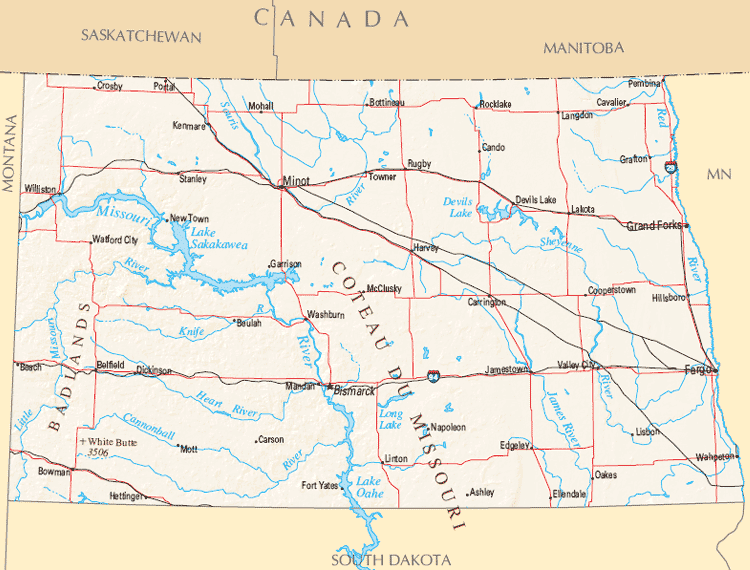 CANADA
SASKATCHEWAN
MANITOBA
MONTANA
MN
SOUTH DAKOTA
Crosby
Portal
Mohall
Bottineau
Rocklake
Pembina
Cavalier
Langdon
Kenmare
Souris
Red
Cando
Grafton
Rugby
Towner
Stanley
Minot
Williston
River
Devils
Lake
Devils Lake
Lakota
Missouri
New Town
Lake
Sakakawea
Grand Forks
Watford City
Harvey
Sheyenne
River
River
Garrison
McClusky
Carrington
Cooperstown
Hillsboro
COTEAU DU MISSOURI
R.
Washburn
Knife
Beulah
River
Missouri
BADLANDS
Beach
Belfield
Dickinson
Mandan
Bismarck
Jamestown
Valley City
Fargo
Heart River
Little
Long
Lake
James River
River
Cannonball
Napoleon
Lisbon
White Butte
3506
Mott
Carson
River
Linton
Edgeley
Wahpeton
Bowman
Hettinger
Fort Yates
Lake
Oahe
Ashley
Ellendale
Oakes